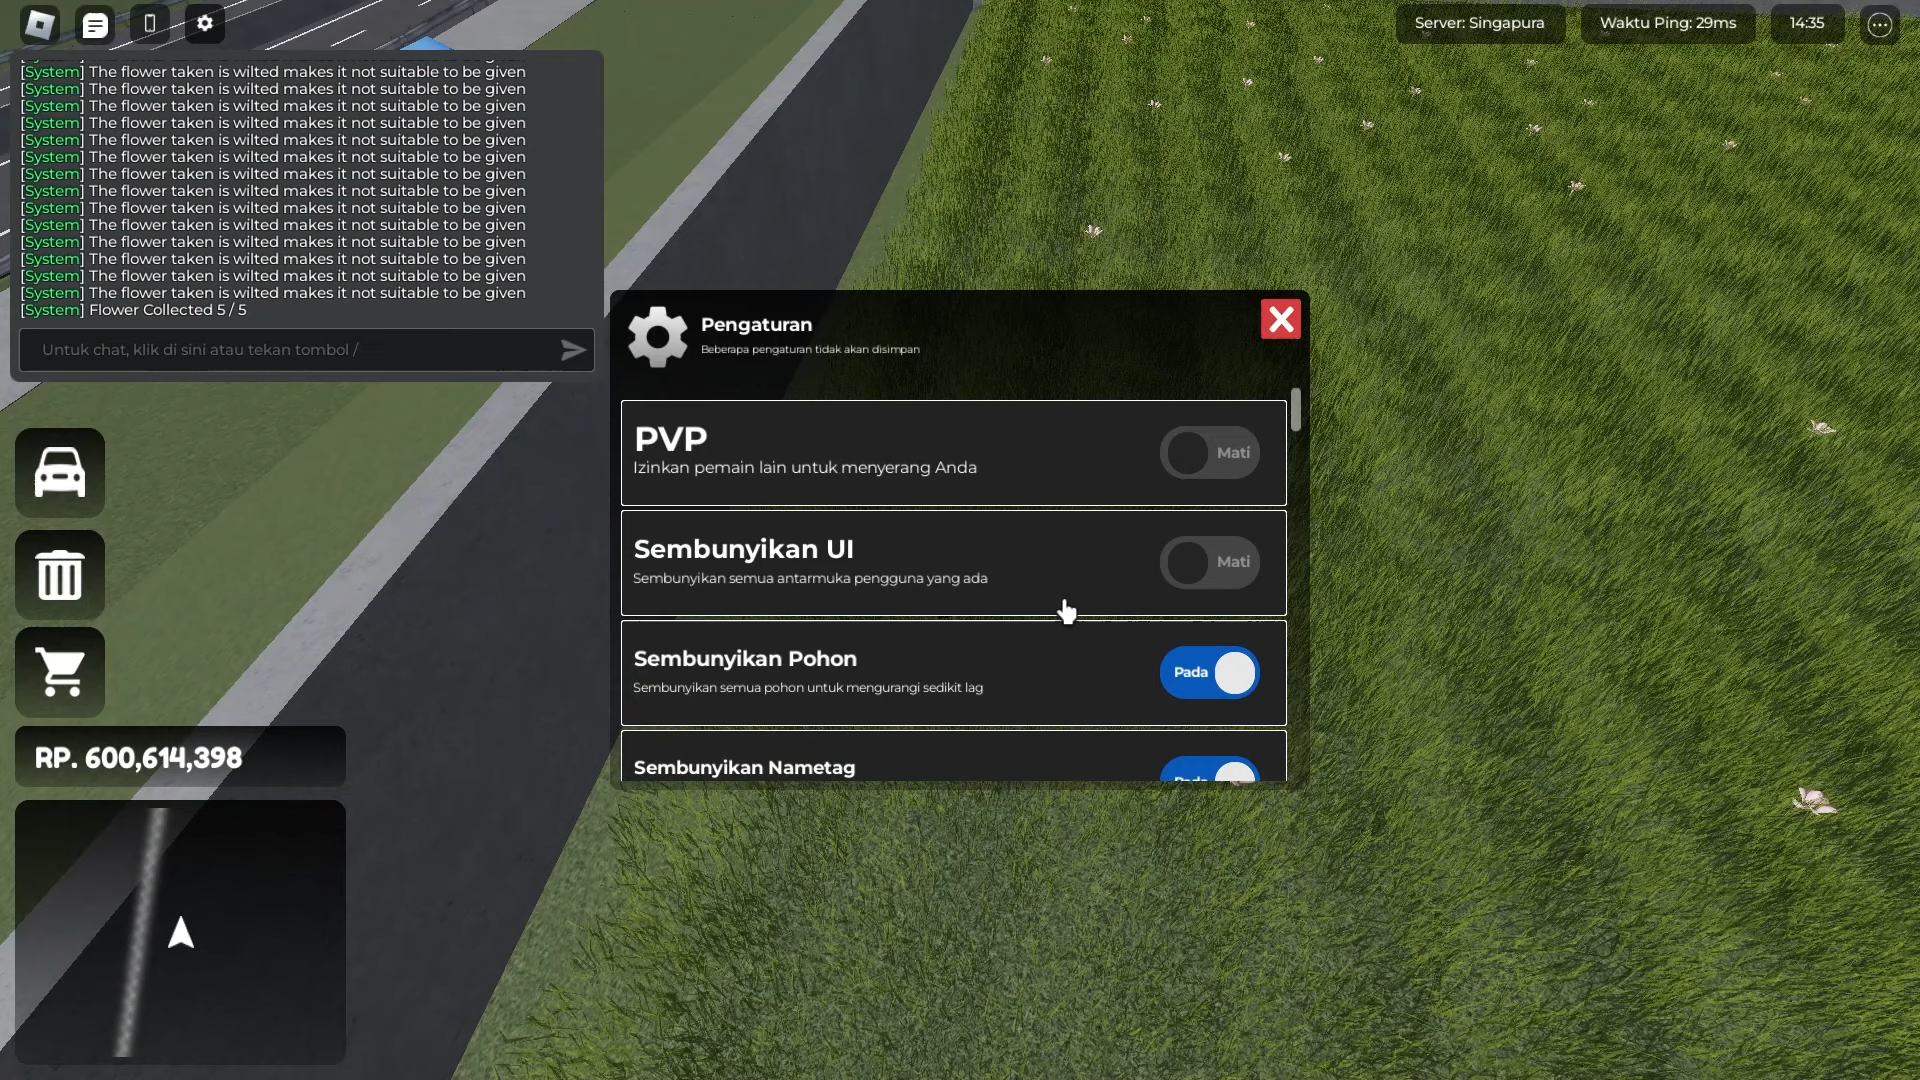 Server: Singapura
Waktu Ping: 29ms
14:35
[System] The flower taken is wilted makes it not suitable to be given
[System] The flower taken is wilted makes it not suitable to be given
[System] The flower taken is wilted makes it not suitable to be given
[System] The flower taken is wilted makes it not suitable to be given
[System] The flower taken is wilted makes it not suitable to be given
[System] The flower taken is wilted makes it not suitable to be given
[System] The flower taken is wilted makes it not suitable to be given
[System] The flower taken is wilted makes it not suitable to be given
[System] The flower taken is wilted makes it not suitable to be given
[System] The flower taken is wilted makes it not suitable to be given
[System] The flower taken is wilted makes it not suitable to be given
[System] The flower taken is wilted makes it not suitable to be given
[System] The flower taken is wilted makes it not suitable to be given
[System] The flower taken is wilted makes it not suitable to be given
[System] Flower Collected 5 / 5
Untuk chat, klik di sini atau tekan tombol /
Pengaturan
Beberapa pengaturan tidak akan disimpan
PVP
Izinkan pemain lain untuk menyerang Anda
Mati
Sembunyikan UI
Sembunyikan semua antarmuka pengguna yang ada
Mati
Sembunyikan Pohon
Sembunyikan semua pohon untuk mengurangi sedikit lag
Pada
Sembunyikan Nametag
RP. 600,614,398